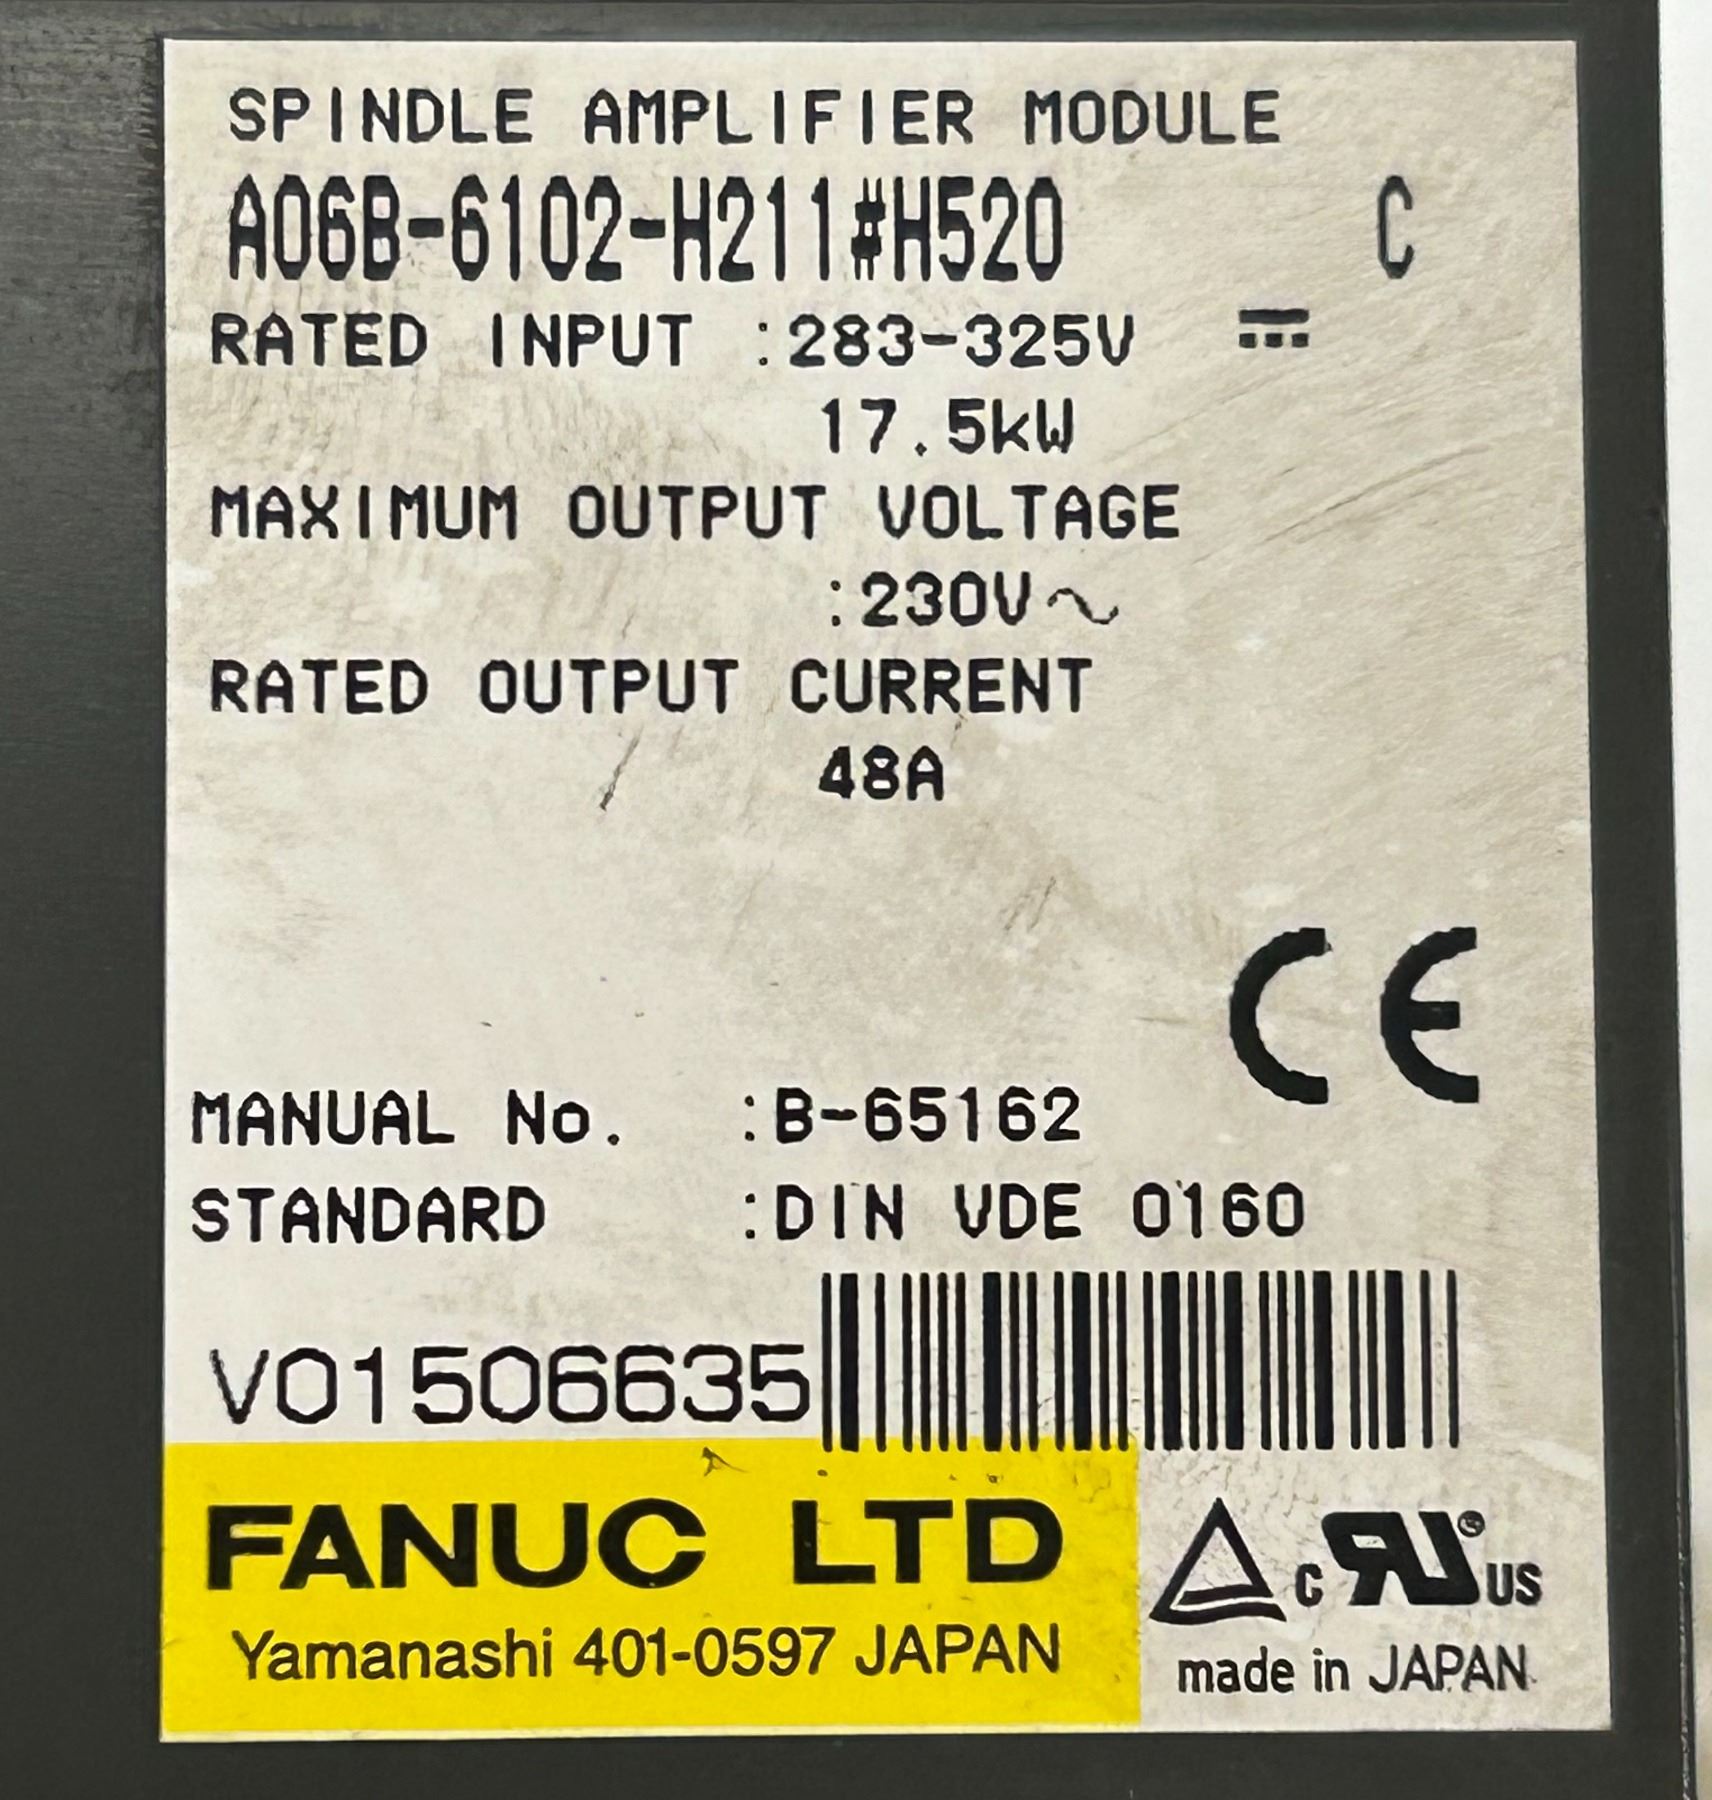 SPINDLE AMPLIFIER MODULE
A06B-6102-H211#H520 C
RATED INPUT :283-325V ⎓
17.5kW
MAXIMUM OUTPUT VOLTAGE
:230V∿
RATED OUTPUT CURRENT
48A
CE
MANUAL No. :B-65162
STANDARD :DIN VDE 0160
V01506635
FANUC LTD
Yamanashi 401-0597 JAPAN
c RU® US
made in JAPAN